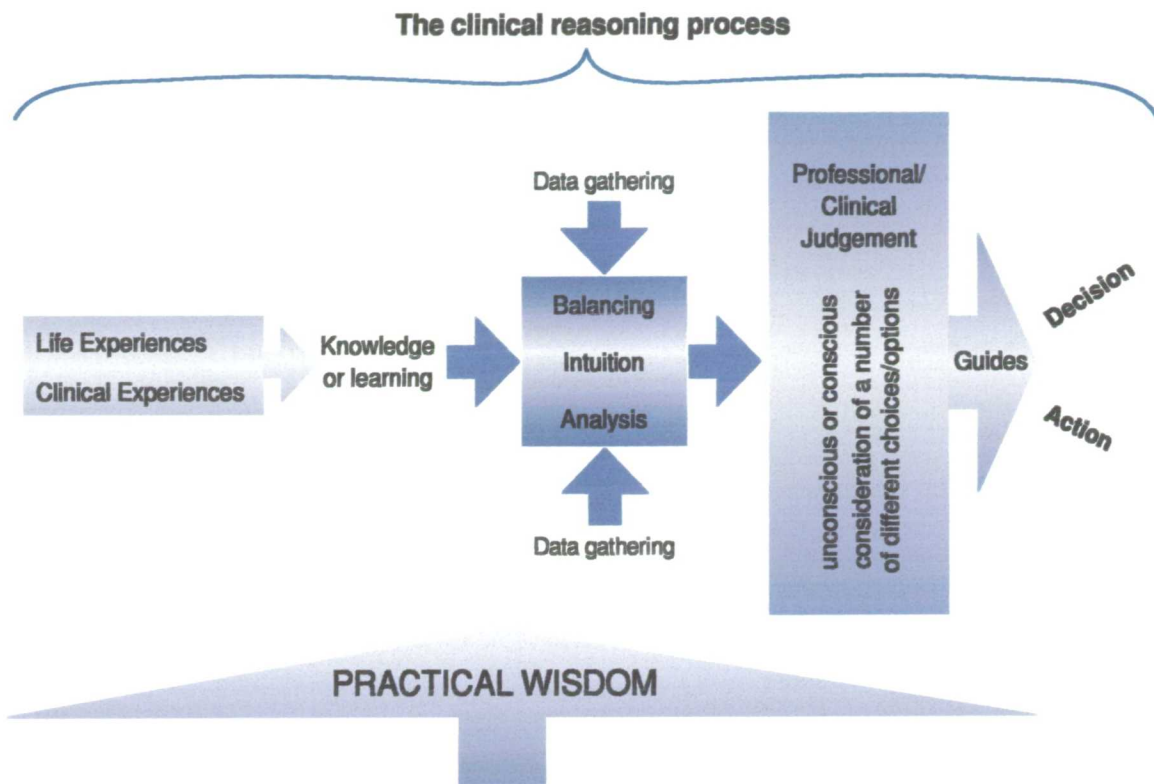 The clinical reasoning process
Data gathering
Professional/
Clinical
Judgement
Balancing
Intuition
Analysis
Life Experiences
Clinical Experiences
Knowledge
or learning
unconscious or conscious
consideration of a number
of different choices/options
Guides
Decision
Action
Data gathering
PRACTICAL WISDOM